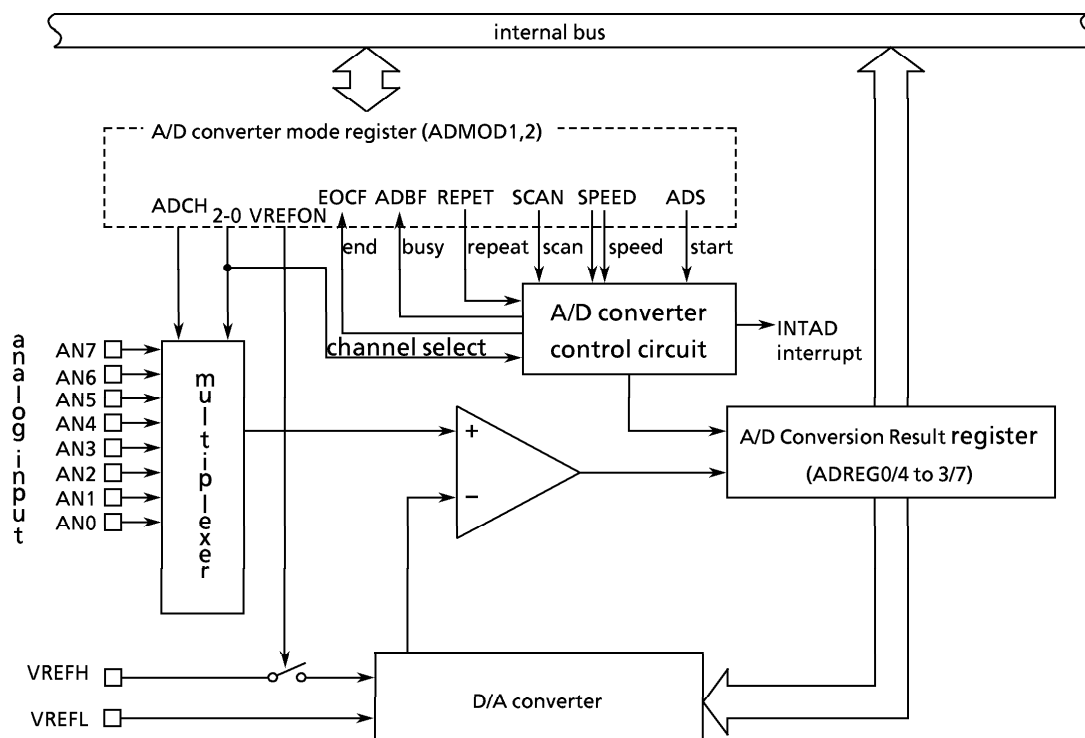 internal bus
A/D converter mode register (ADMOD1,2)
EOCF ADBF REPET SCAN SPEED ADS
ADCH 2-0 VREFON
end busy repeat scan speed start
A/D converter
control circuit
INTAD
interrupt
channel select
analog input
AN7
AN6
AN5
AN4
AN3
AN2
AN1
AN0
multiplexer
+
−
A/D Conversion Result register
(ADREG0/4 to 3/7)
VREFH
VREFL
D/A converter